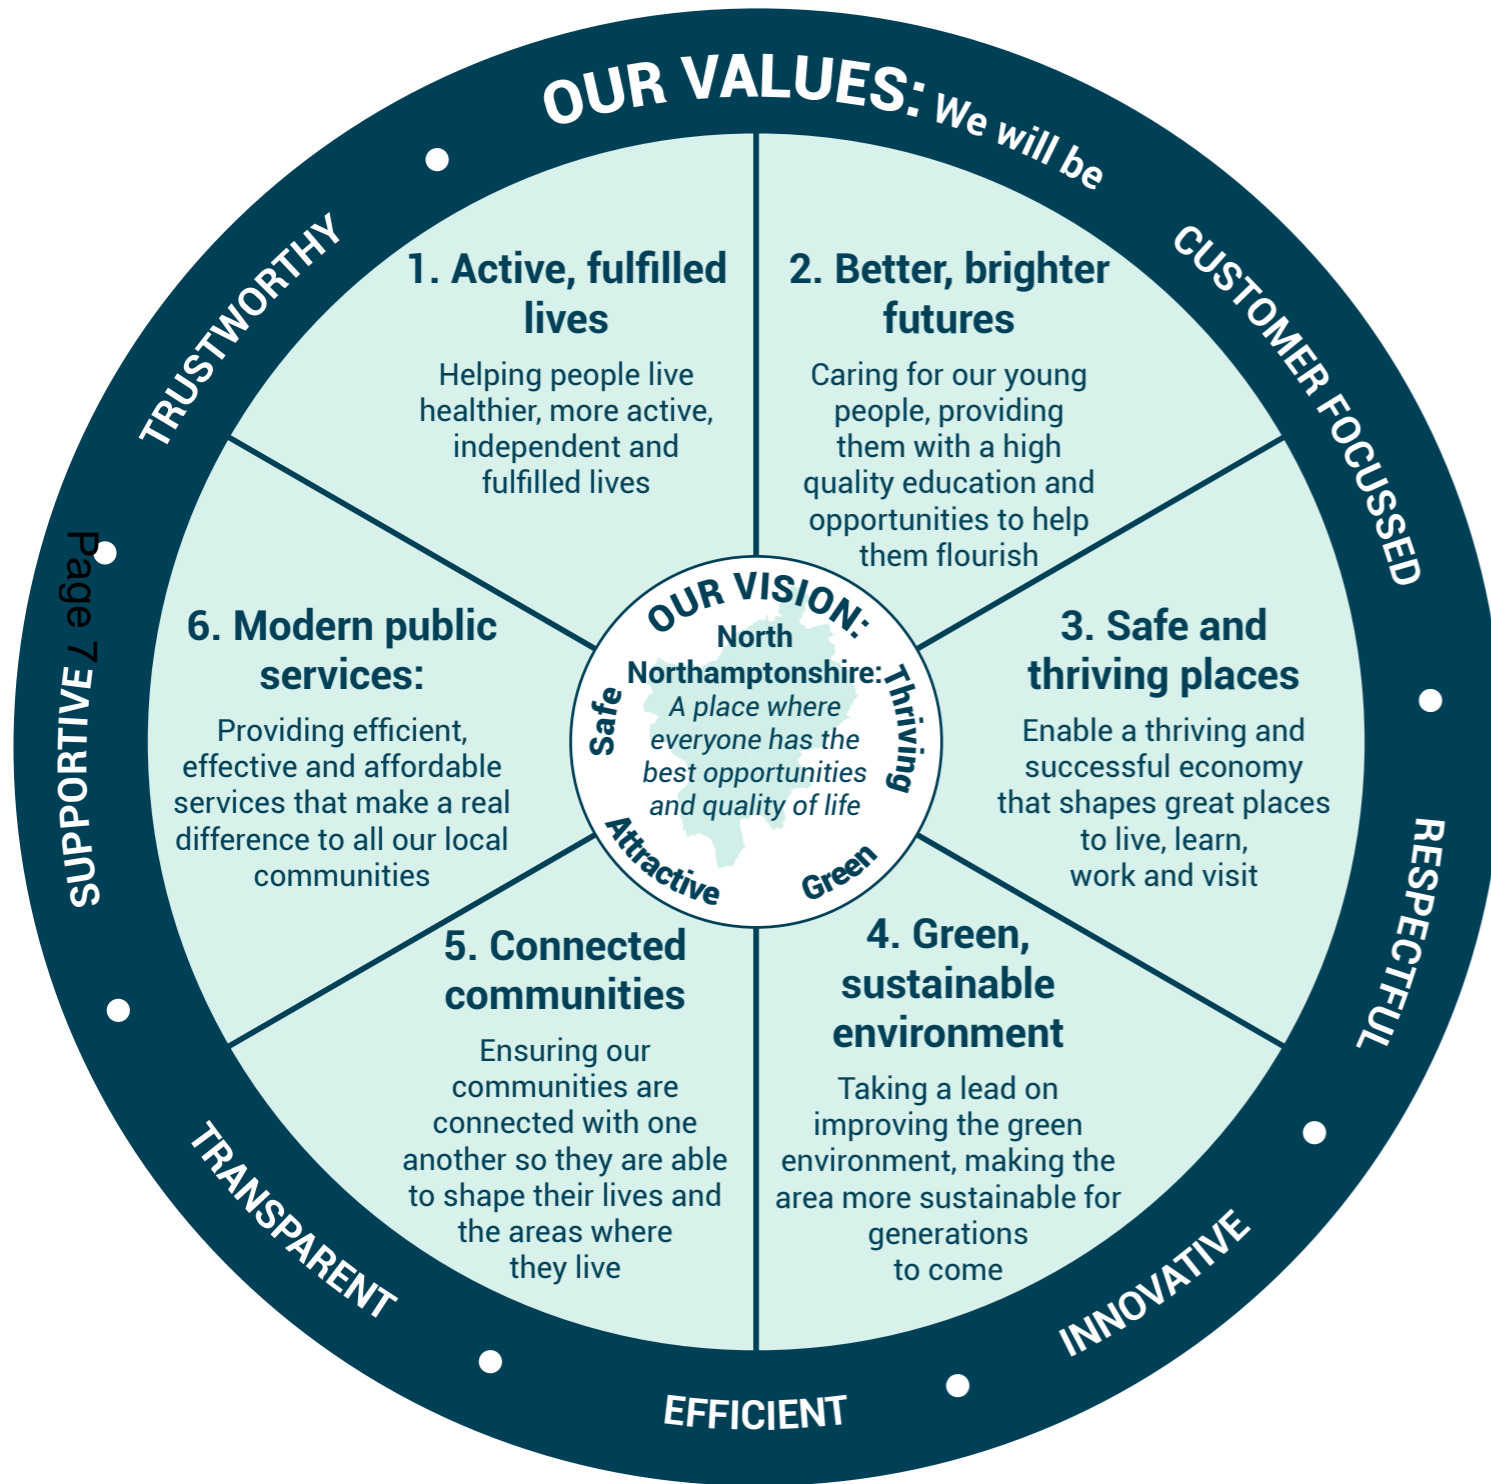 OUR VALUES: We will be
CUSTOMER FOCUSSED
RESPECTFUL
INNOVATIVE
EFFICIENT
TRANSPARENT
SUPPORTIVE
TRUSTWORTHY
1. Active, fulfilled
lives
Helping people live
healthier, more active,
independent and
fulfilled lives
2. Better, brighter
futures
Caring for our young
people, providing
them with a high
quality education and
opportunities to help
them flourish
3. Safe and
thriving places
Enable a thriving and
successful economy
that shapes great places
to live, learn,
work and visit
4. Green,
sustainable
environment
Taking a lead on
improving the green
environment, making the
area more sustainable for
generations
to come
5. Connected
communities
Ensuring our
communities are
connected with one
another so they are able
to shape their lives and
the areas where
they live
6. Modern public
services:
Providing efficient,
effective and affordable
services that make a real
difference to all our local
communities
OUR VISION:
North
Northamptonshire:
A place where
everyone has the
best opportunities
and quality of life
Safe
Thriving
Green
Attractive
Page 7